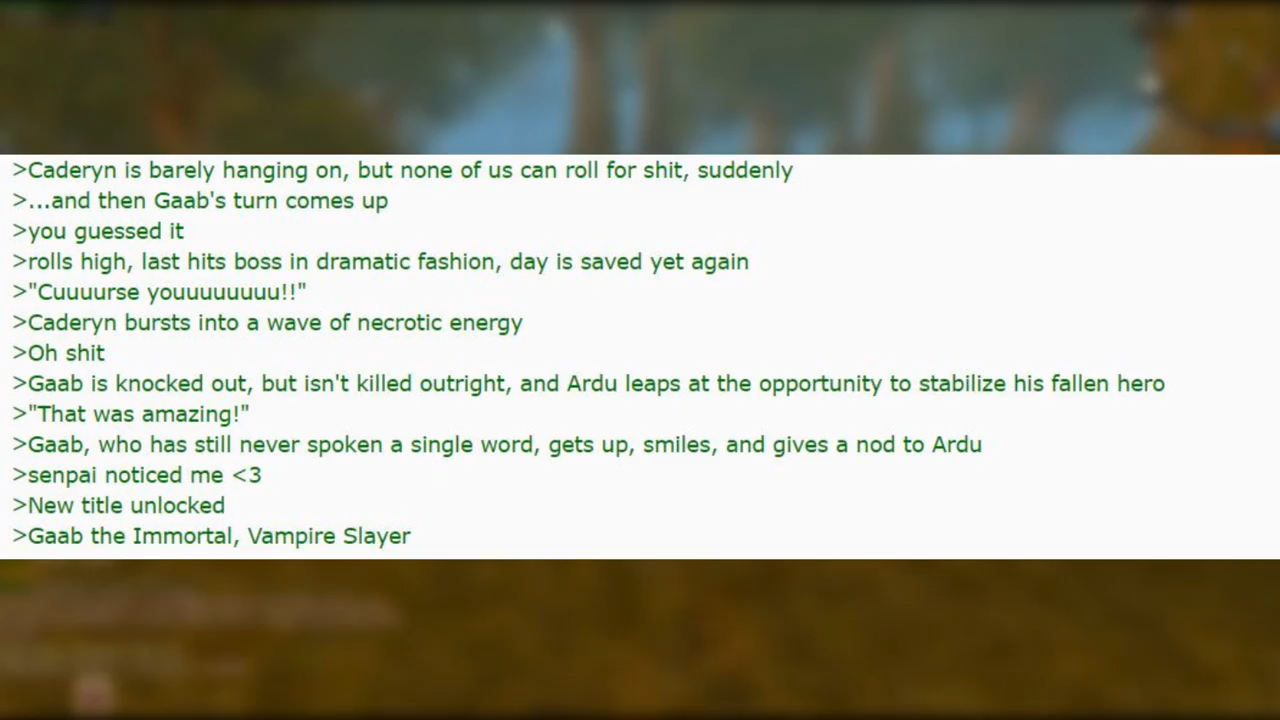 >Caderyn is barely hanging on, but none of us can roll for shit, suddenly
>...and then Gaab's turn comes up
>you guessed it
>rolls high, last hits boss in dramatic fashion, day is saved yet again
>"Cuuuurse youuuuuuuu!!"
>Caderyn bursts into a wave of necrotic energy
>Oh shit
>Gaab is knocked out, but isn't killed outright, and Ardu leaps at the opportunity to stabilize his fallen hero
>"That was amazing!"
>Gaab, who has still never spoken a single word, gets up, smiles, and gives a nod to Ardu
>senpai noticed me <3
>New title unlocked
>Gaab the Immortal, Vampire Slayer